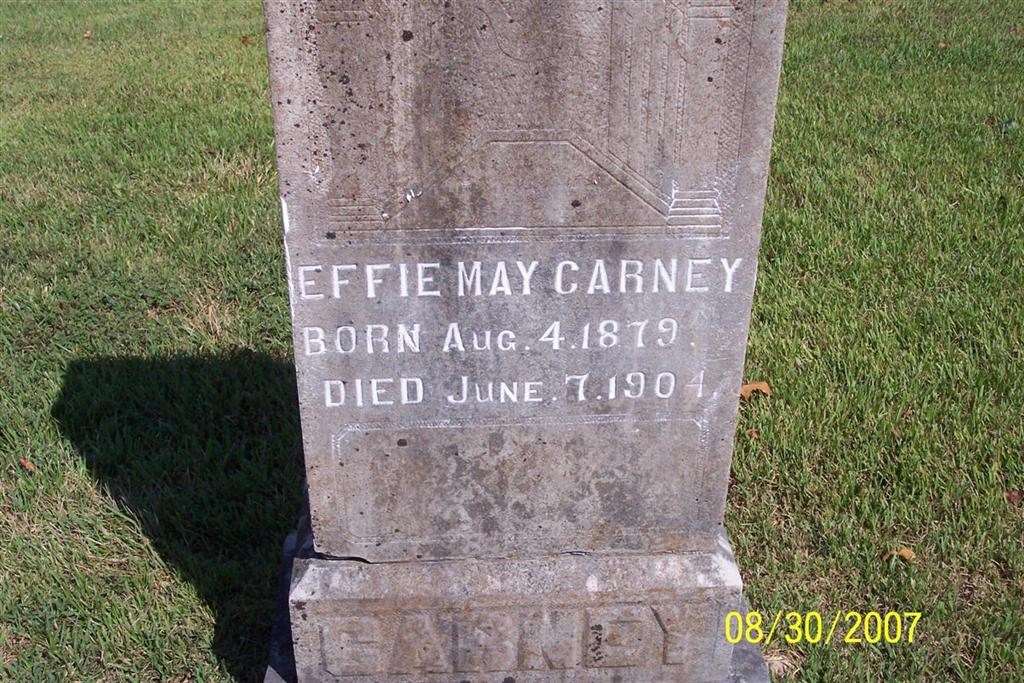 EFFIE MAY CARNEY
BORN AUG. 4. 1879.
DIED JUNE. 7. 1904.
CARNEY
08/30/2007